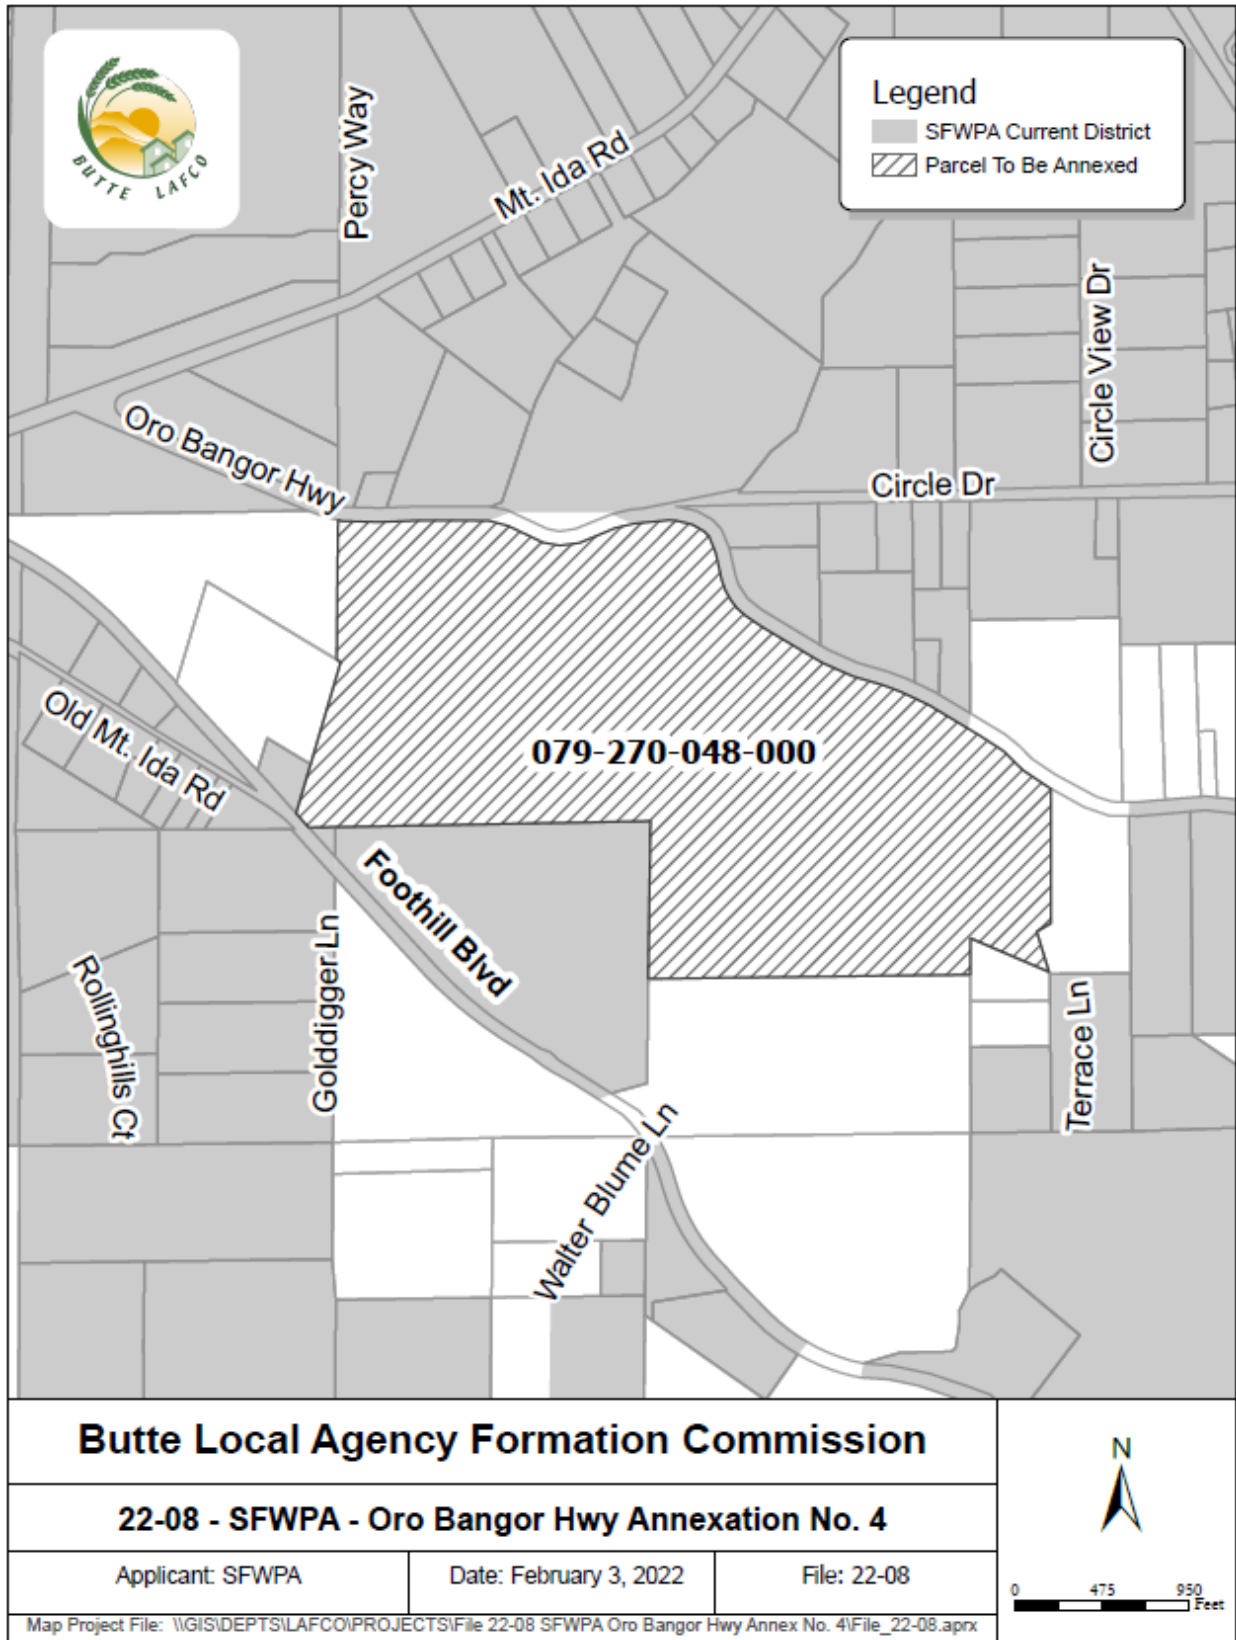 BUTTE LAFCO
Legend
SFWPA Current District
Parcel To Be Annexed
Percy Way
Mt. Ida Rd
Circle View Dr
Oro Bangor Hwy
Circle Dr
Old Mt. Ida Rd
079-270-048-000
Foothill Blvd
Golddigger Ln
Rollinghills Ct
Terrace Ln
Walter Blume Ln
Butte Local Agency Formation Commission
22-08 - SFWPA - Oro Bangor Hwy Annexation No. 4
Applicant: SFWPA
Date: February 3, 2022
File: 22-08
Map Project File: \\GIS\DEPTS\LAFCO\PROJECTS\File 22-08 SFWPA Oro Bangor Hwy Annex No. 4\File_22-08.aprx
N
0 475 950
Feet